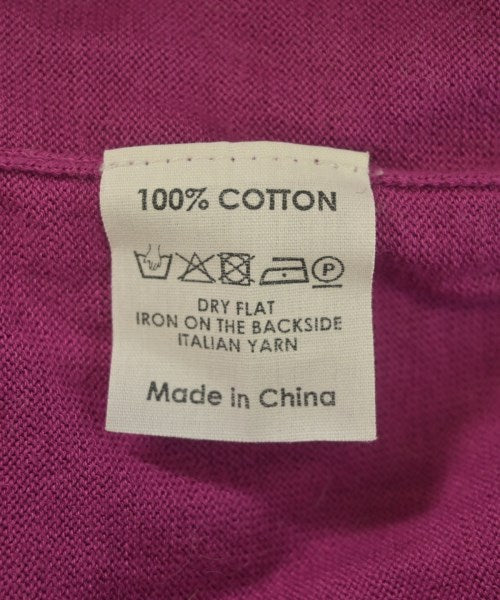 100% COTTON
P
DRY FLAT
IRON ON THE BACKSIDE
ITALIAN YARN
Made in China